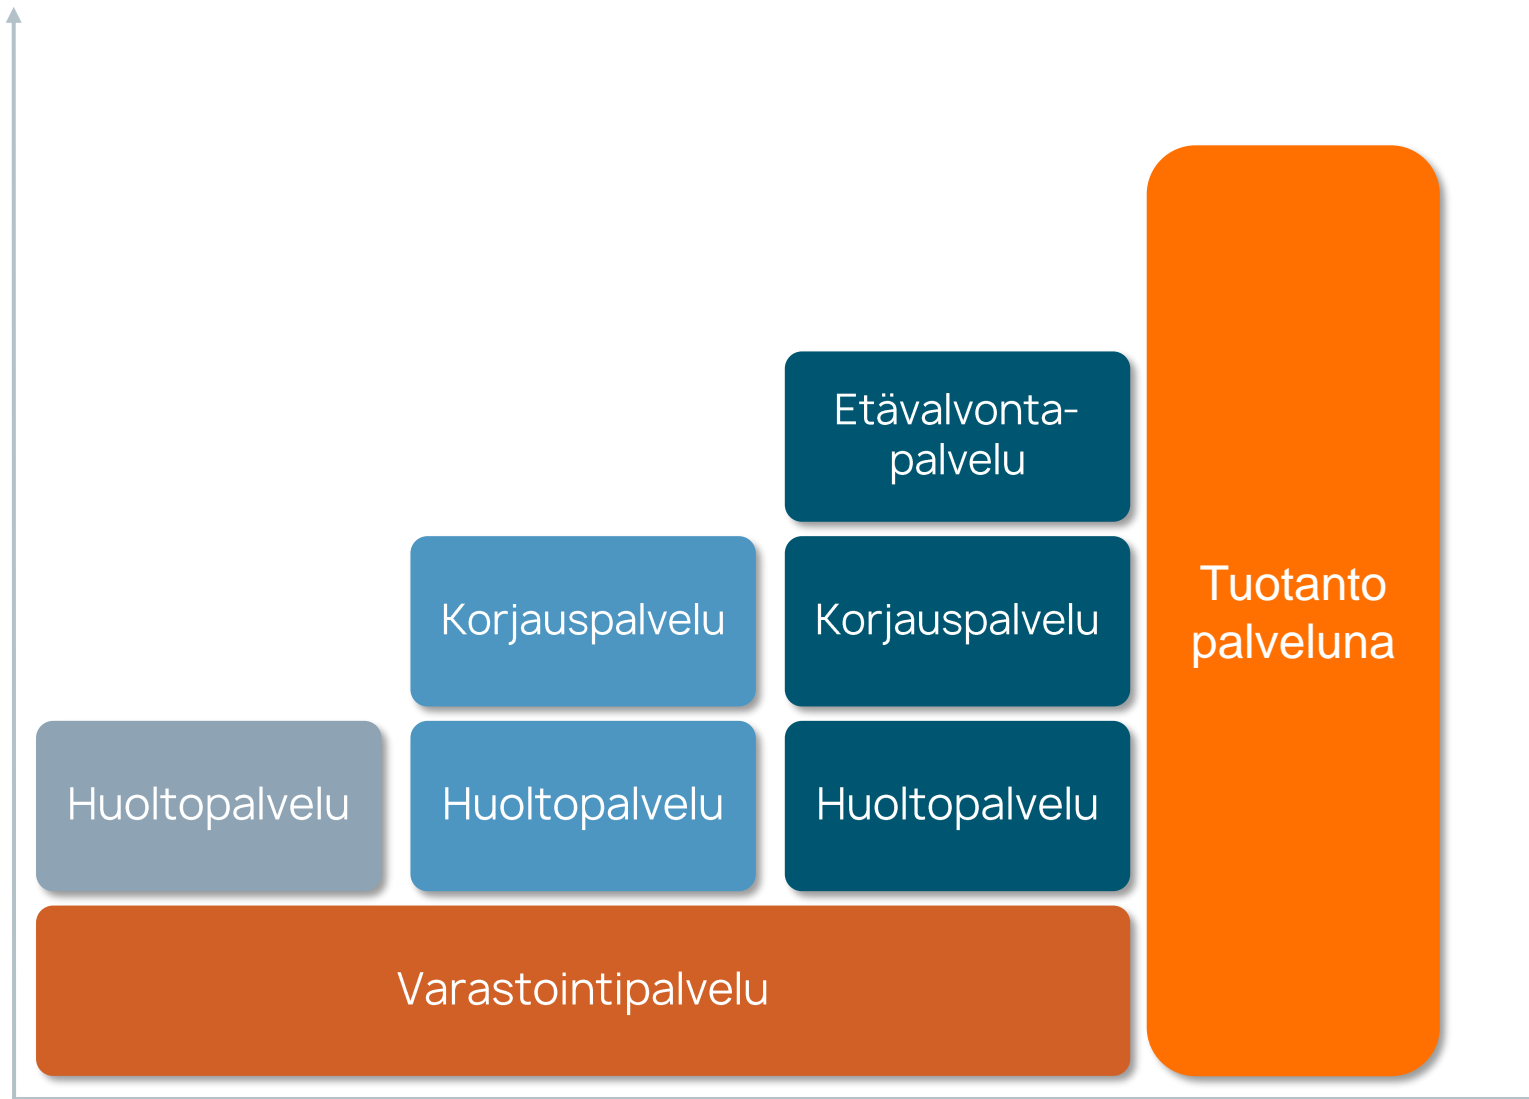 Etävalvonta-
palvelu
Korjauspalvelu
Korjauspalvelu
Tuotanto
palveluna
Huoltopalvelu
Huoltopalvelu
Huoltopalvelu
Varastointipalvelu